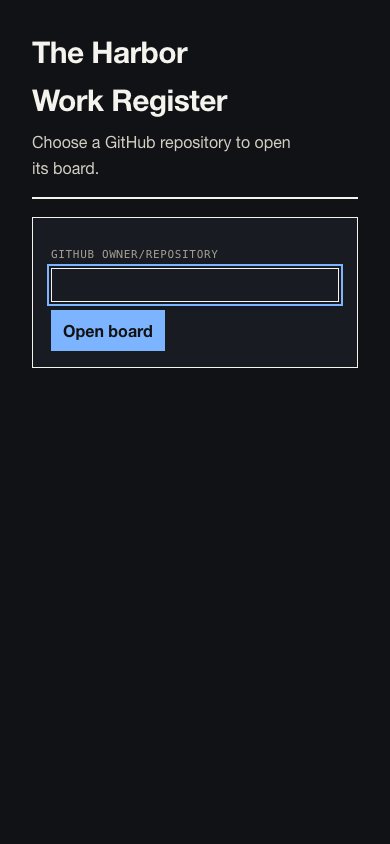 The Harbor
Work Register
Choose a GitHub repository to open
its board.
GITHUB OWNER/REPOSITORY
Open board